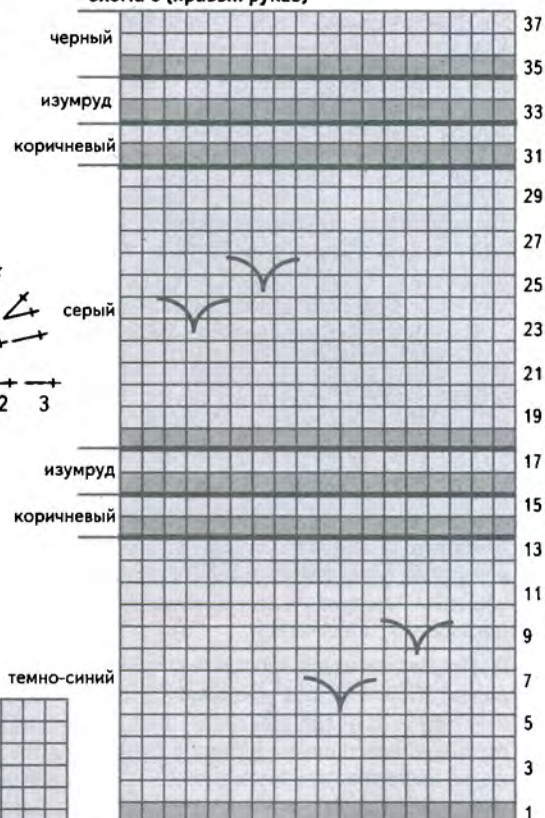 37
черный
35
изумруд
33
коричневый
31
29
27
25
серый
23
21
2 3
19
17
изумруд
15
коричневый
13
11
9
темно-синий
7
5
3
1